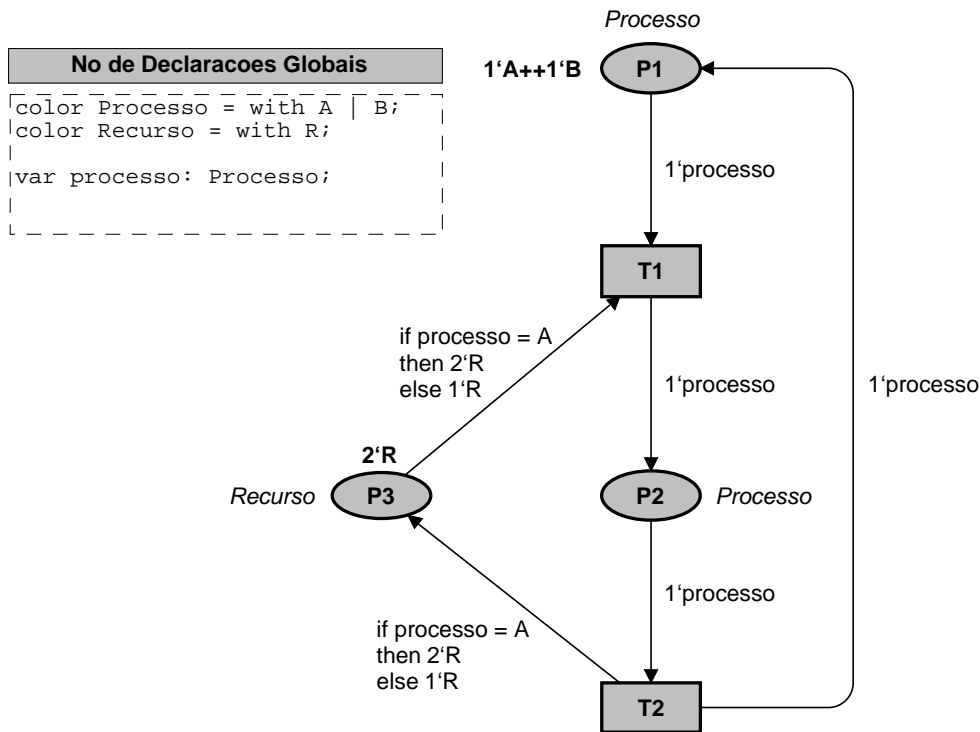 No de Declaracoes Globais
color Processo = with A | B;
color Recurso = with R;
var processo: Processo;
Processo
1‘A++1‘B
P1
1‘processo
T1
if processo = A
then 2‘R
else 1‘R
1‘processo
1‘processo
2‘R
Recurso
P3
P2
Processo
1‘processo
if processo = A
then 2‘R
else 1‘R
T2